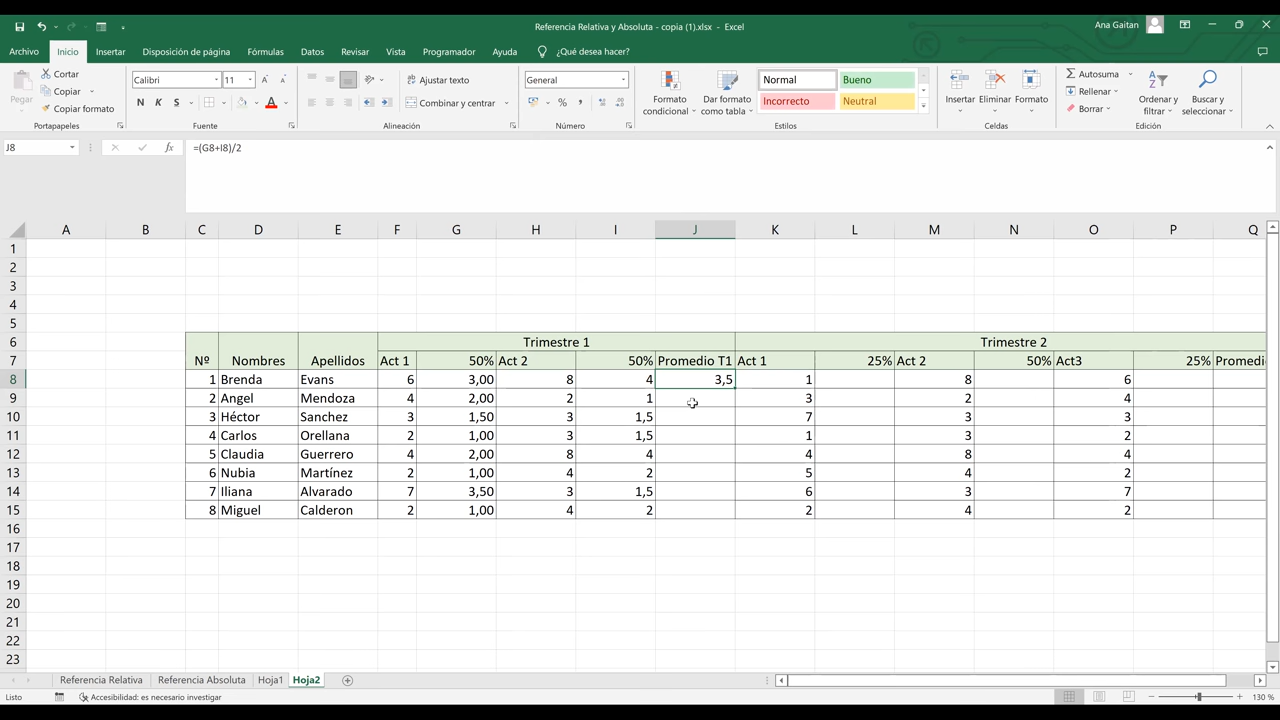 Referencia Relativa y Absoluta - copia (1).xlsx - Excel
Ana Gaitan
Archivo Inicio Insertar Disposición de página Fórmulas Datos Revisar Vista Programador Ayuda ¿Qué desea hacer?
Pegar
Cortar
Copiar
Copiar formato
Portapapeles
Calibri 11
N K S
Fuente
Ajustar texto
Combinar y centrar
Alineación
General
% 000
Número
Formato condicional
Dar formato como tabla
Normal Bueno
Incorrecto Neutral
Estilos
Insertar Eliminar Formato
Celdas
Autosuma
Rellenar
Borrar
Ordenar y filtrar
Buscar y seleccionar
Edición
J8 fx =(G8+I8)/2
A B C D E F G H I J K L M N O P Q
1
2
3
4
5
6 Trimestre 1 Trimestre 2
7 Nº Nombres Apellidos Act 1 50% Act 2 50% Promedio T1 Act 1 25% Act 2 50% Act3 25%
8 1 Brenda Evans 6 3,00 8 4 3,5 1 8 6
9 2 Angel Mendoza 4 2,00 2 1 3 2 4
10 3 Héctor Sanchez 3 1,50 3 1,5 7 3 3
11 4 Carlos Orellana 2 1,00 3 1,5 1 3 2
12 5 Claudia Guerrero 4 2,00 8 4 4 8 4
13 6 Nubia Martínez 2 1,00 4 2 5 4 2
14 7 Iliana Alvarado 7 3,50 3 1,5 6 3 7
15 8 Miguel Calderon 2 1,00 4 2 2 4 2
16
17
18
19
20
21
22
23
Referencia Relativa Referencia Absoluta Hoja1 Hoja2
Listo Accesibilidad: es necesario investigar 130 %